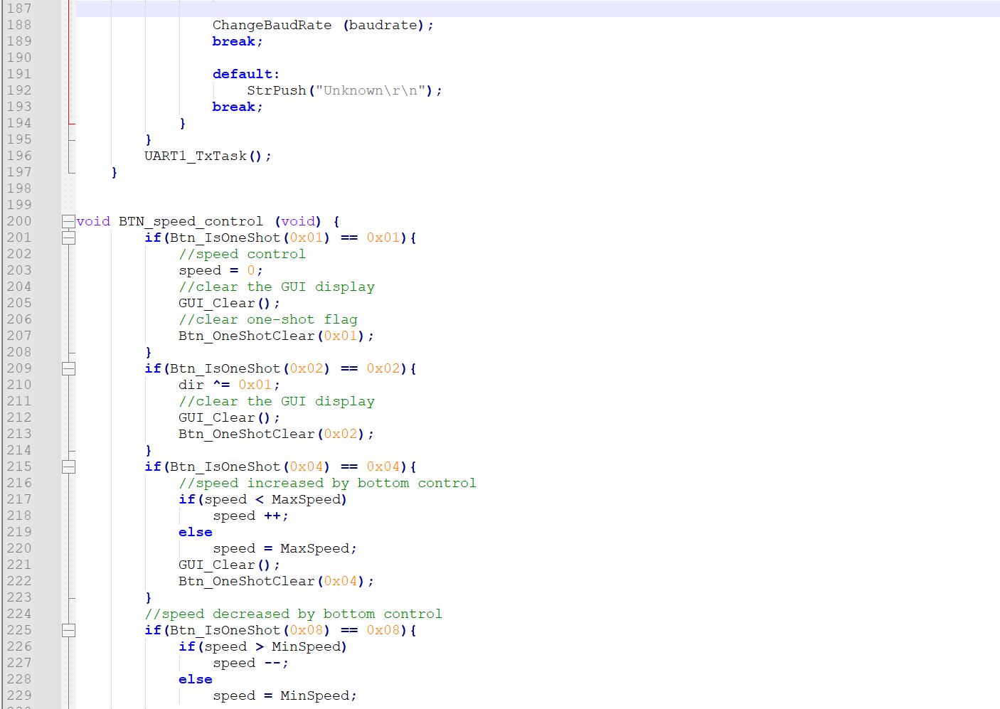 187
188                 ChangeBaudRate (baudrate);
189                 break;
190
191                 default:
192                     StrPush("Unknown\r\n");
193                 break;
194             }
195         }
196         UART1_TxTask();
197     }
198
199
200 void BTN_speed_control (void) {
201         if(Btn_IsOneShot(0x01) == 0x01){
202             //speed control
203             speed = 0;
204             //clear the GUI display
205             GUI_Clear();
206             //clear one-shot flag
207             Btn_OneShotClear(0x01);
208         }
209         if(Btn_IsOneShot(0x02) == 0x02){
210             dir ^= 0x01;
211             //clear the GUI display
212             GUI_Clear();
213             Btn_OneShotClear(0x02);
214         }
215         if(Btn_IsOneShot(0x04) == 0x04){
216             //speed increased by bottom control
217             if(speed < MaxSpeed)
218                 speed ++;
219             else
220                 speed = MaxSpeed;
221             GUI_Clear();
222             Btn_OneShotClear(0x04);
223         }
224         //speed decreased by bottom control
225         if(Btn_IsOneShot(0x08) == 0x08){
226             if(speed > MinSpeed)
227                 speed --;
228             else
229                 speed = MinSpeed;